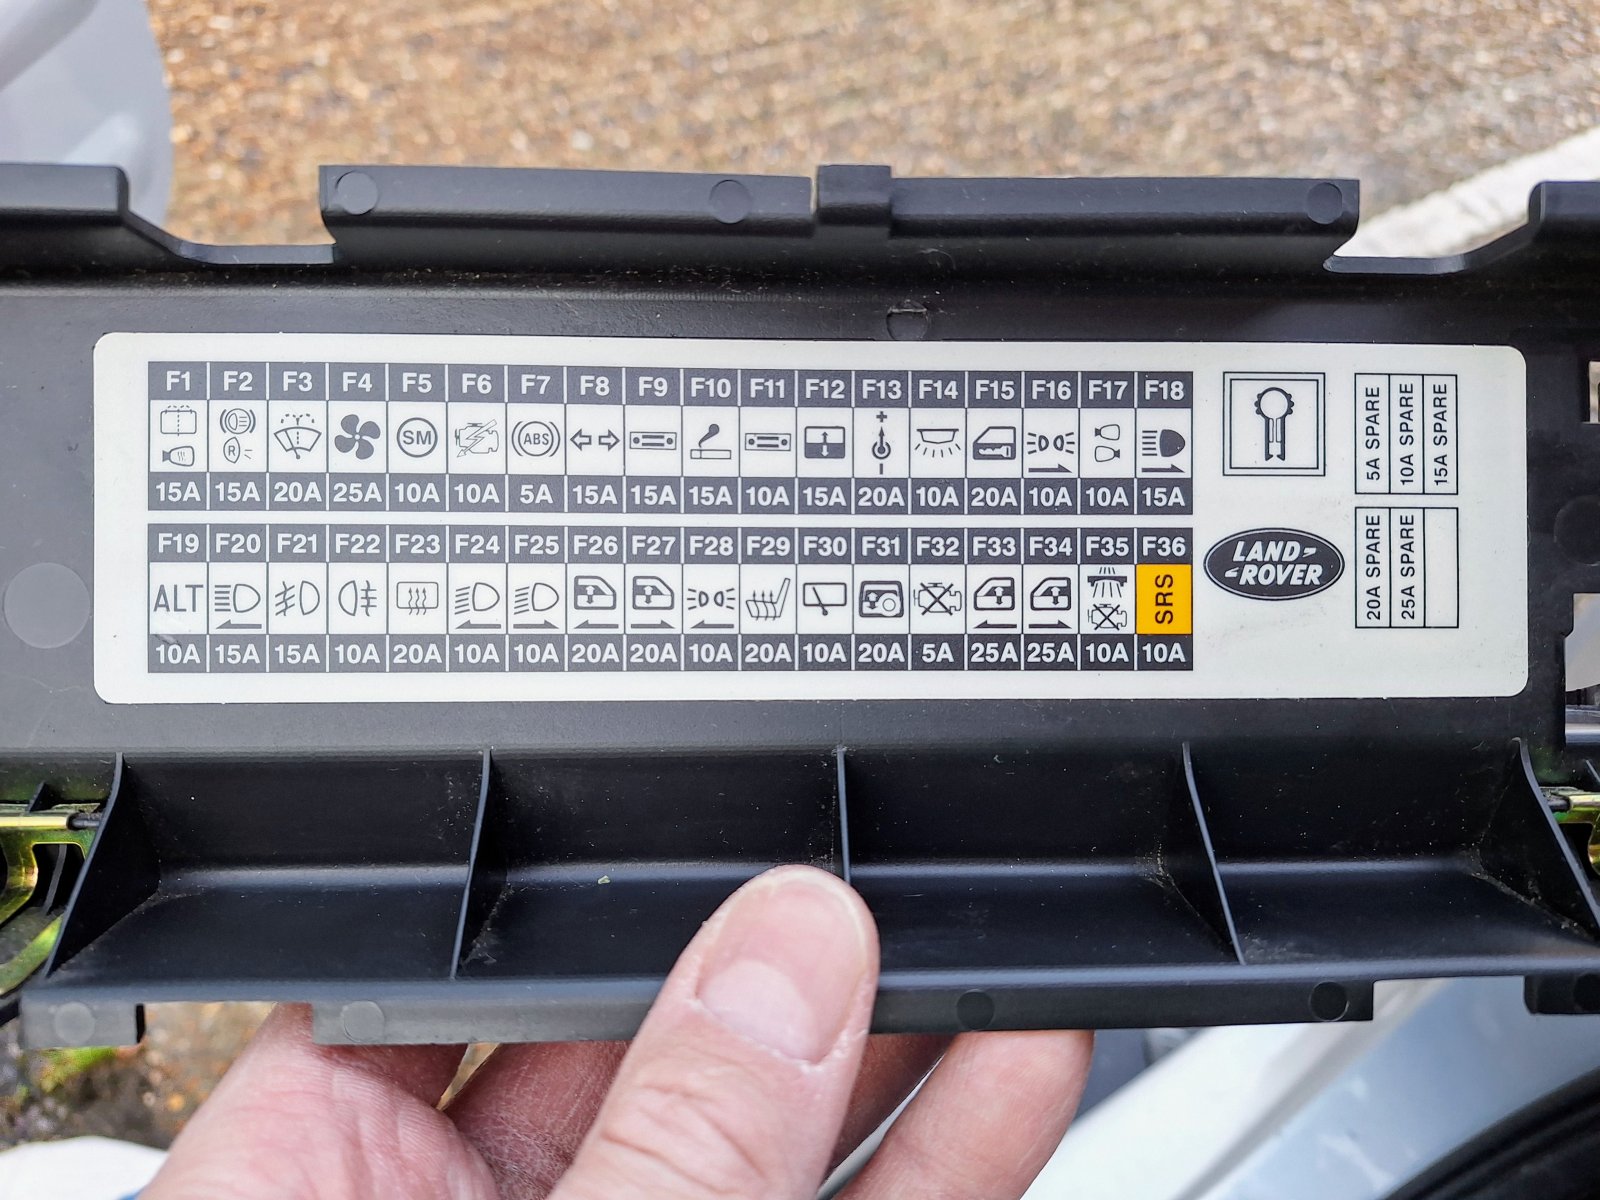 F1 F2 F3 F4 F5 F6 F7 F8 F9 F10 F11 F12 F13 F14 F15 F16 F17 F18
R SM ABS
15A 15A 20A 25A 10A 10A 5A 15A 15A 15A 10A 15A 20A 10A 20A 10A 10A 15A
F19 F20 F21 F22 F23 F24 F25 F26 F27 F28 F29 F30 F31 F32 F33 F34 F35 F36
ALT SRS
10A 15A 15A 10A 20A 10A 10A 20A 20A 10A 20A 10A 20A 5A 25A 25A 10A 10A
LAND-
-ROVER
5A SPARE
10A SPARE
15A SPARE
20A SPARE
25A SPARE